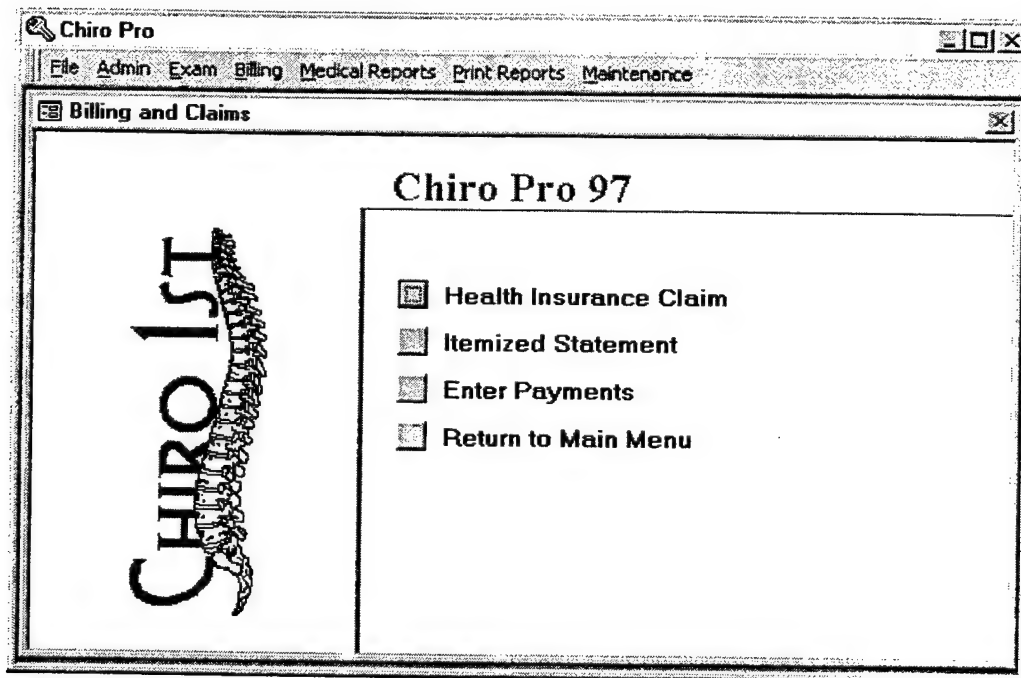 Chiro Pro
File Admin Exam Billing Medical Reports Print Reports Maintenance
Billing and Claims
Chiro Pro 97
CHIRO 1ST
Health Insurance Claim
Itemized Statement
Enter Payments
Return to Main Menu